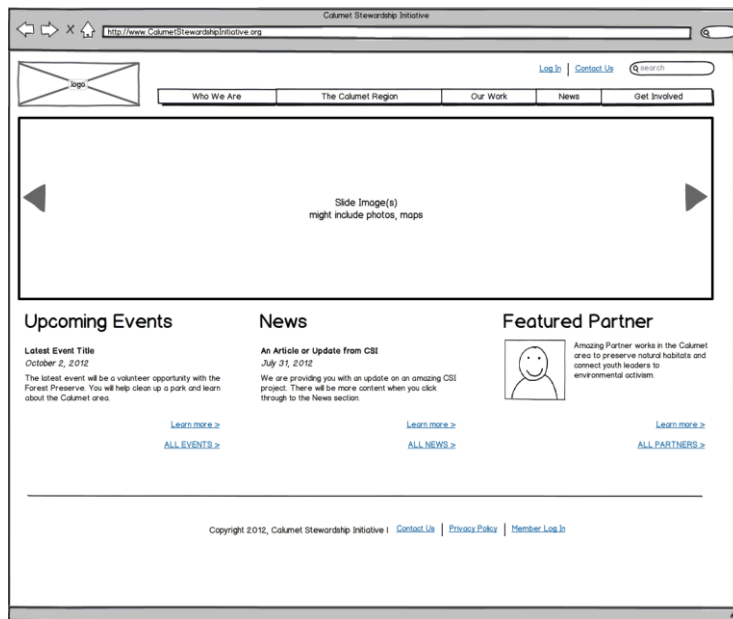 Calumet Stewardship Initiative
http://www.CalumetStewardshipInitiative.org
Log In | Contact Us
search
logo
Who We Are
The Calumet Region
Our Work
News
Get Involved
Slide Image(s)
might include photos, maps
Upcoming Events
Latest Event Title
October 2, 2012
The latest event will be a volunteer opportunity with the
Forest Preserve. You will help clean up a park and learn
about the Calumet area.
Learn more >
ALL EVENTS >
News
An Article or Update from CSI
July 31, 2012
We are providing you with an update on an amazing CSI
project. There will be more content when you click
through to the News section.
Learn more >
ALL NEWS >
Featured Partner
Amazing Partner works in the Calumet
area to preserve natural habitats and
connect youth leaders to
environmental activism.
Learn more >
ALL PARTNERS >
Copyright 2012, Calumet Stewardship Initiative | Contact Us | Privacy Policy | Member Log In